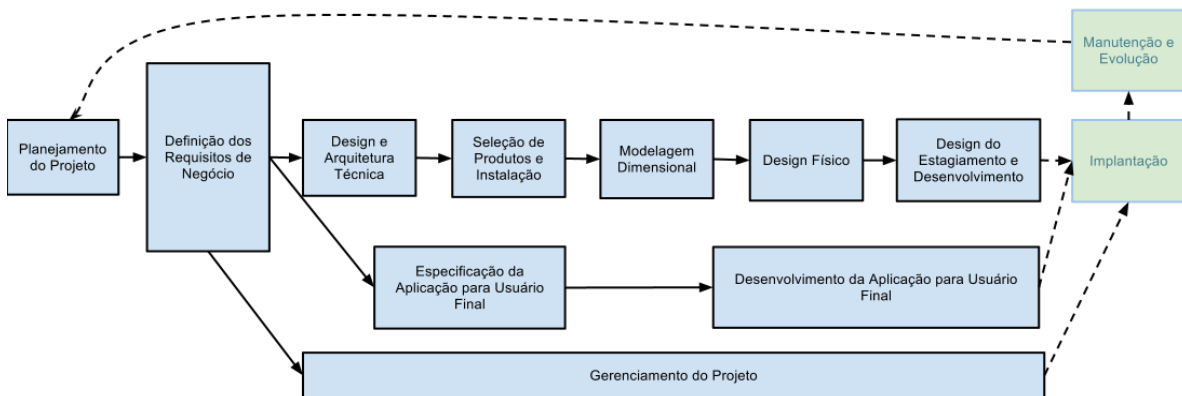 Manutenção e
Evolução
Planejamento
do Projeto
Definição dos
Requisitos de
Negócio
Design e
Arquitetura
Técnica
Seleção de
Produtos e
Instalação
Modelagem
Dimensional
Design Físico
Design do
Estagiamento e
Desenvolvimento
Implantação
Especificação da
Aplicação para Usuário
Final
Desenvolvimento da Aplicação para Usuário
Final
Gerenciamento do Projeto